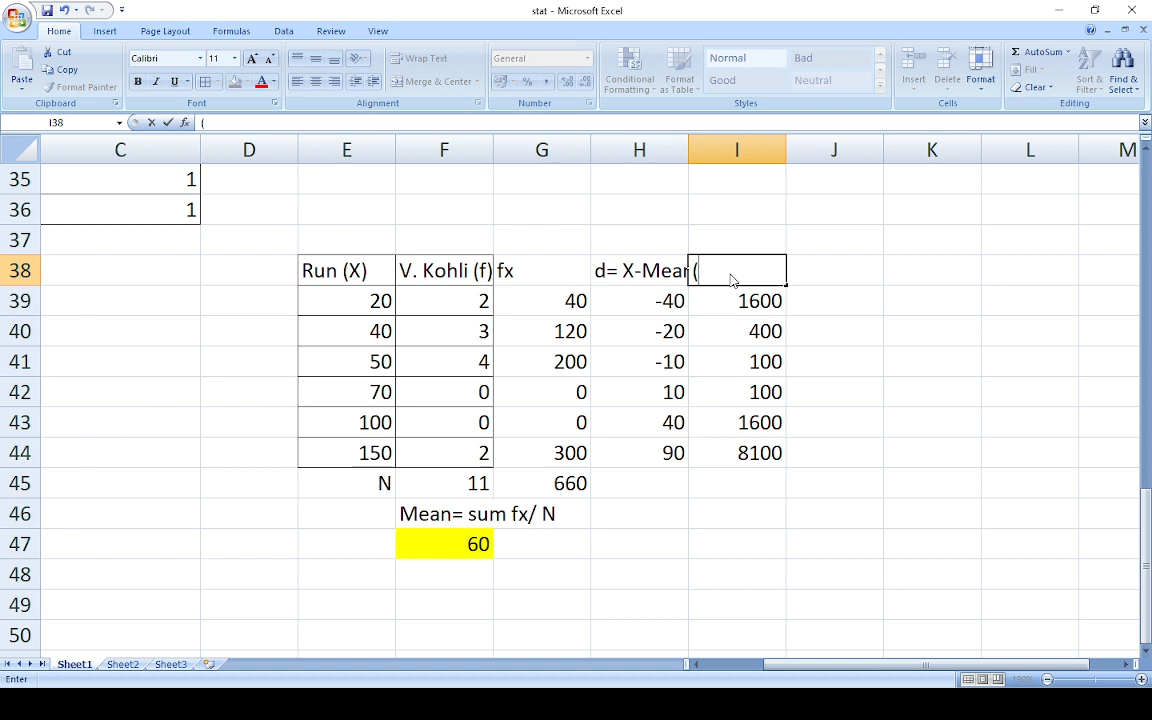 stat - Microsoft Excel
Home Insert Page Layout Formulas Data Review View
Paste Cut Copy Format Painter Clipboard
Calibri 11 A A B I U A Font
Wrap Text Merge & Center Alignment
General % , Number
Conditional Formatting Format as Table Normal Bad Good Neutral Styles
Insert Delete Format Cells
Σ AutoSum Fill Clear Sort & Filter Find & Select Editing
I38 fx (
C D E F G H I J K L M
35 1
36 1
37
38 Run (X) V. Kohli (f) fx d= X-Mear (
39 20 2 40 -40 1600
40 40 3 120 -20 400
41 50 4 200 -10 100
42 70 0 0 10 100
43 100 0 0 40 1600
44 150 2 300 90 8100
45 N 11 660
46 Mean= sum fx/ N
47 60
48
49
50
Sheet1 Sheet2 Sheet3
Enter